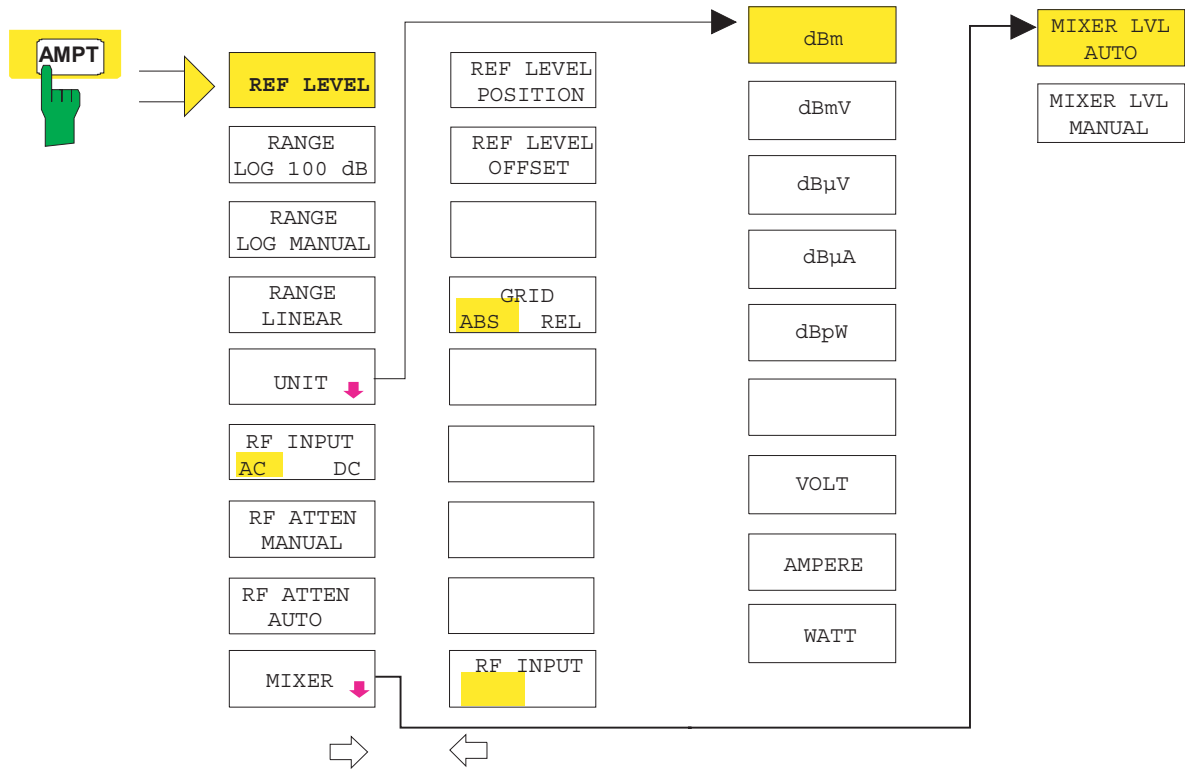 AMPT
REF LEVEL
RANGE
LOG 100 dB
RANGE
LOG MANUAL
RANGE
LINEAR
UNIT
RF INPUT
AC DC
RF ATTEN
MANUAL
RF ATTEN
AUTO
MIXER
REF LEVEL
POSITION
REF LEVEL
OFFSET
GRID
ABS REL
RF INPUT
dBm
dBmV
dBµV
dBµA
dBpW
VOLT
AMPERE
WATT
MIXER LVL
AUTO
MIXER LVL
MANUAL